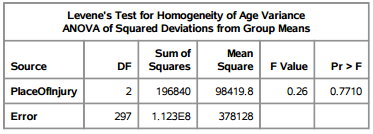 Levene's Test for Homogeneity of Age Variance
ANOVA of Squared Deviations from Group Means
Source DF Sum of Squares Mean Square F Value Pr > F
PlaceOfInjury 2 196840 98419.8 0.26 0.7710
Error 297 1.123E8 378128